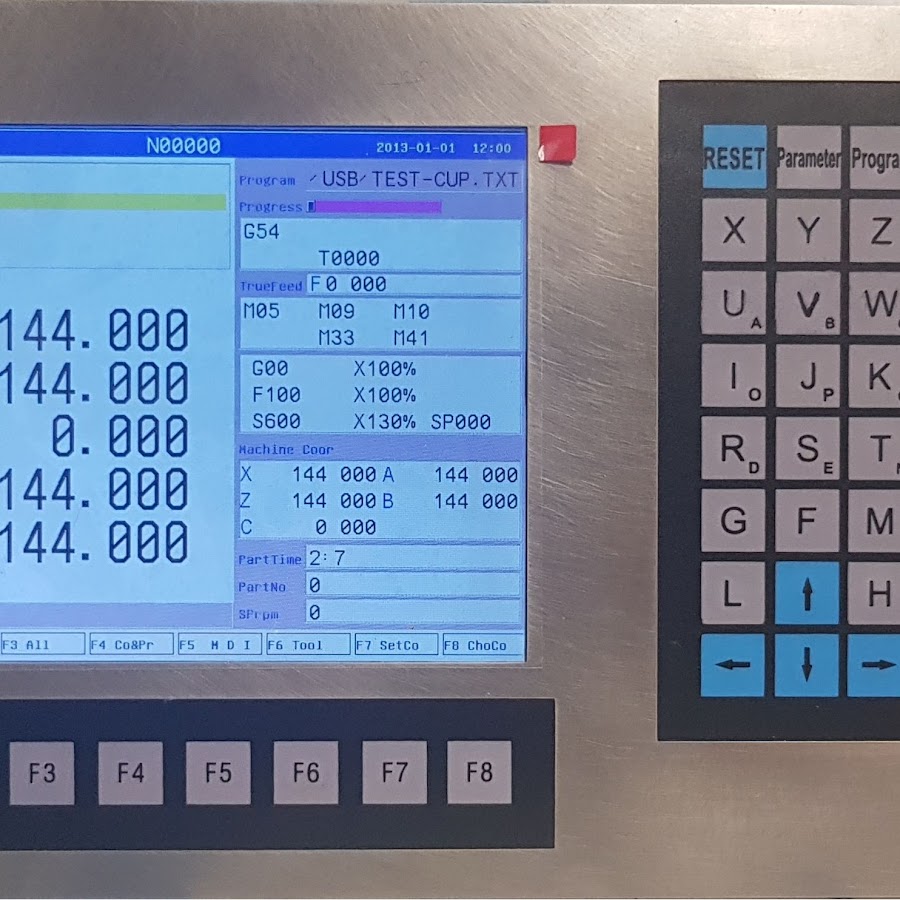 N00000 2013-01-01 12:00
Program /USB/TEST-CUP.TXT
Progress
G54
T0000
TrueFeed F0 000
M05 M09 M10
M33 M41
G00 X100%
F100 X100%
S600 X130% SP000
144.000
144.000
0.000
144.000
144.000
Machine Coor
X 144 000 A 144 000
Z 144 000 B 144 000
C 0 000
PartTime 2:7
PartNo 0
SPrpm 0
F3 All F4 Co&Pr F5 M D I F6 Tool F7 SetCo F8 ChoCo
F3 F4 F5 F6 F7 F8
RESET Parameter Progra
X Y Z
U A V B W
I O J P K
R D S E T
G F M
L ↑ H
← ↓ →